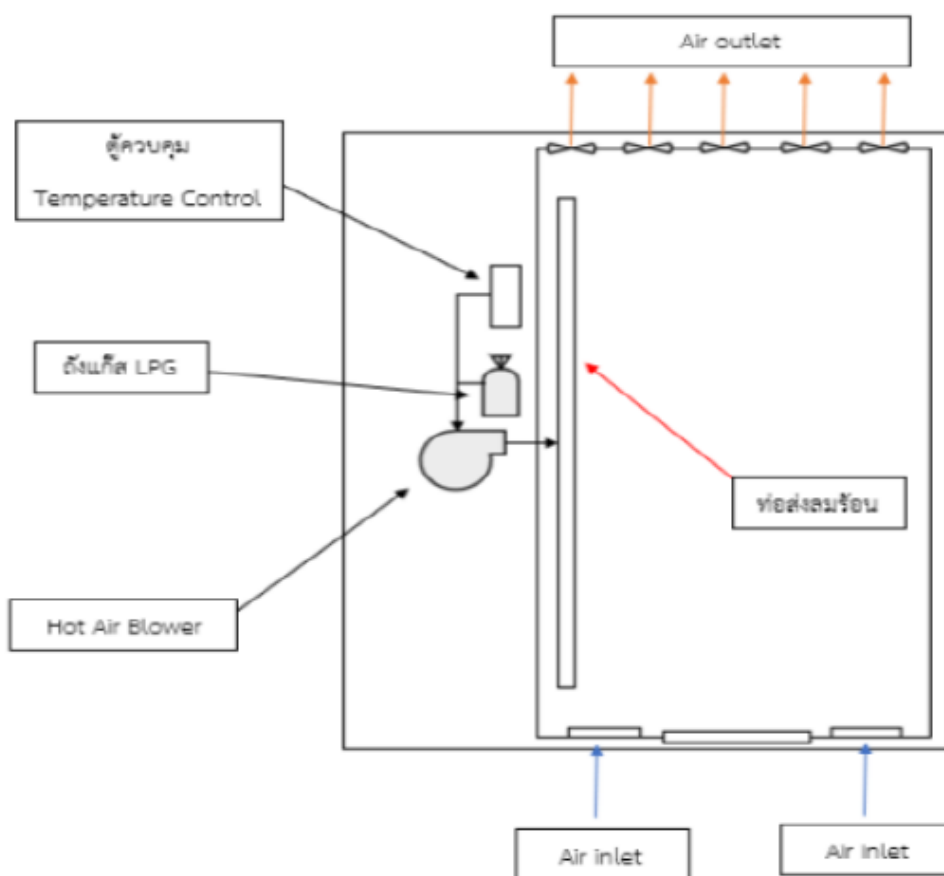 Air outlet
ตู้ควบคุม
Temperature Control
ถังแก๊ส LPG
ท่อส่งลมร้อน
Hot Air Blower
Air inlet
Air Inlet